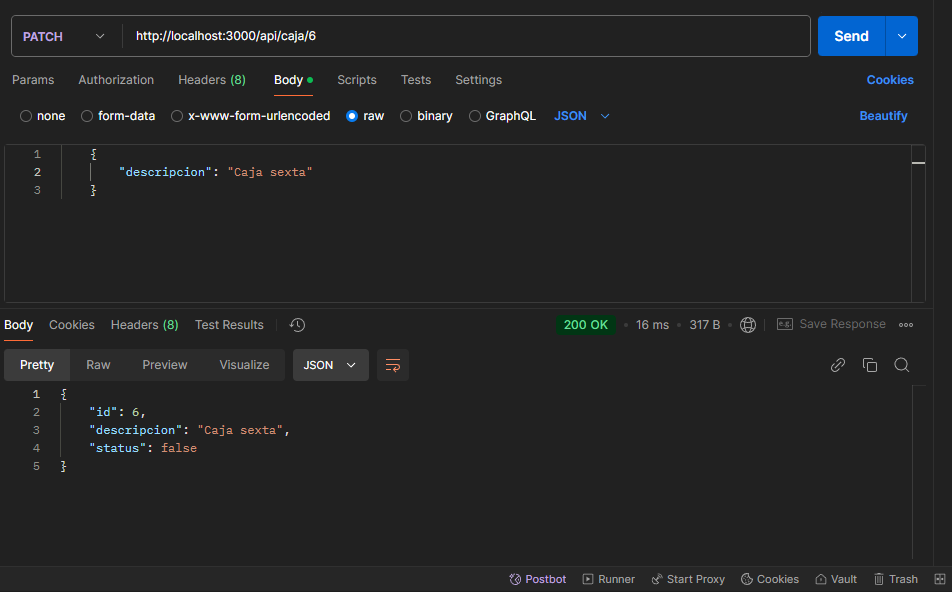 PATCH http://localhost:3000/api/caja/6 Send
Params Authorization Headers (8) Body Scripts Tests Settings Cookies
none form-data x-www-form-urlencoded raw binary GraphQL JSON Beautify
1 {
2 "descripcion": "Caja sexta"
3 }
Body Cookies Headers (8) Test Results 200 OK 16 ms 317 B e.g. Save Response
Pretty Raw Preview Visualize JSON
1 {
2 "id": 6,
3 "descripcion": "Caja sexta",
4 "status": false
5 }
Postbot Runner Start Proxy Cookies Vault Trash